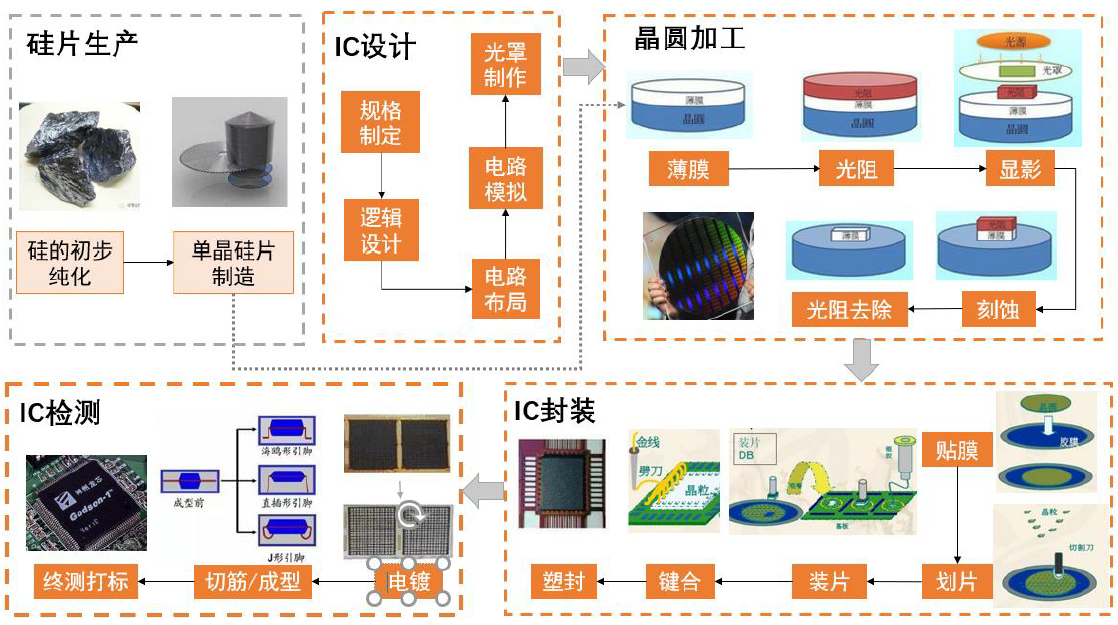 硅片生产
硅的初步
纯化
单晶硅片
制造
IC设计
规格
制定
逻辑
设计
电路
布局
电路
模拟
光罩
制作
晶圆加工
薄膜
晶圆
薄膜
光阻
薄膜
晶圆
光阻
光源
光罩
光阻
薄膜
晶圆
显影
光阻
薄膜
刻蚀
薄膜
光阻去除
IC封装
贴膜
晶圆
胶膜
晶粒
切割刀
划片
装片
DB
基板
装片
金线
劈刀
晶粒
键合
塑封
IC检测
电镀
成型前
海鸥形引脚
直插形引脚
J形引脚
切筋/成型
Godson-1
终测打标